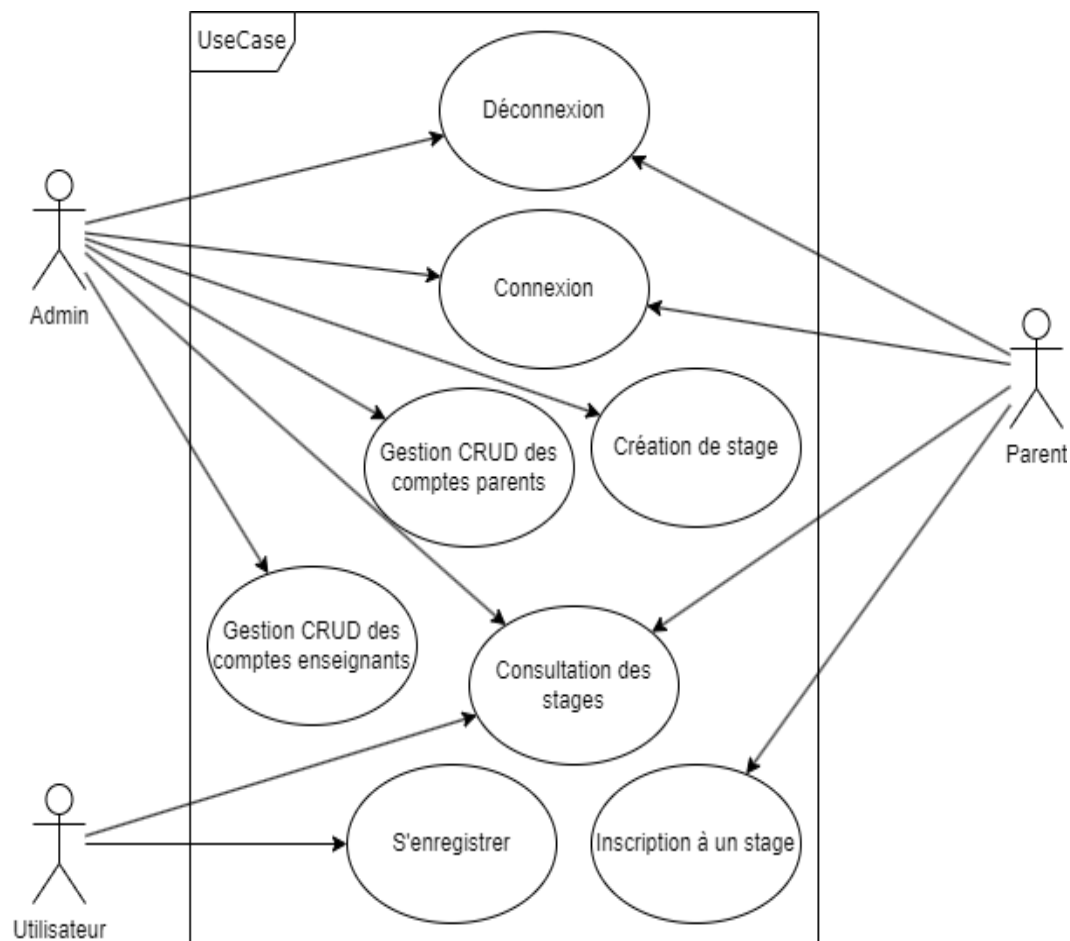 UseCase
Déconnexion
Connexion
Admin
Gestion CRUD des
comptes parents
Création de stage
Parent
Gestion CRUD des
comptes enseignants
Consultation des
stages
S'enregistrer
Inscription à un stage
Utilisateur